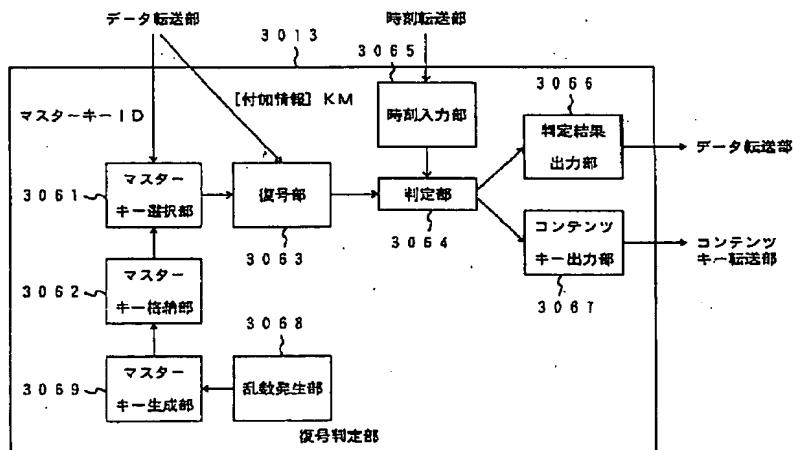 データ転送部
時刻転送部
3013
3065
マスターキーID
[付加情報] KM
時刻入力部
3066
判定結果
出力部
データ転送部
3061
マスター
キー選択部
復号部
3063
判定部
3064
コンテンツ
キー出力部
3067
コンテンツ
キー転送部
3062
マスター
キー格納部
3068
3069
マスター
キー生成部
乱数発生部
復号判定部